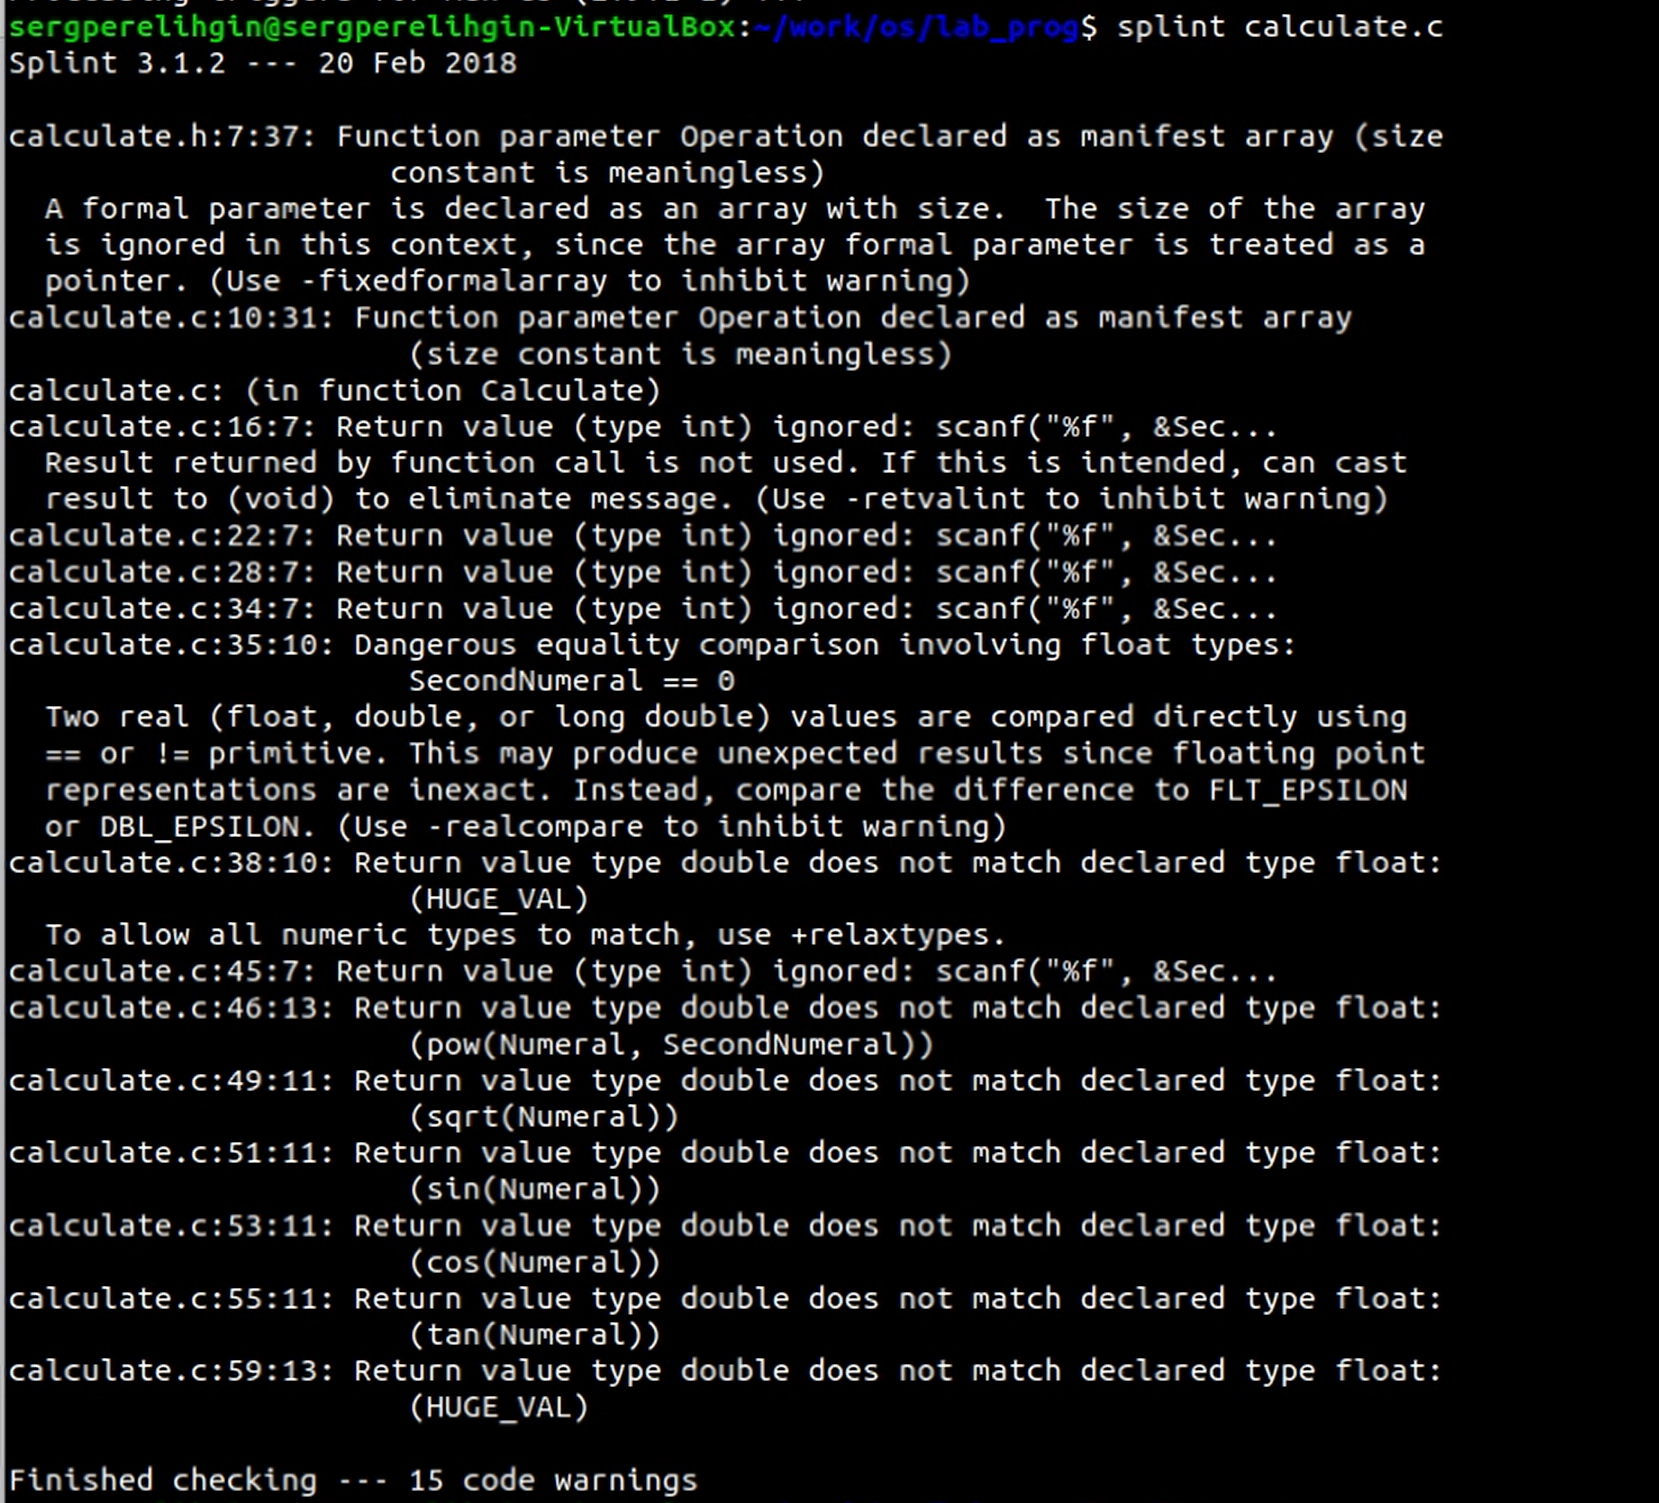 sergperelihgin@sergperelihgin-VirtualBox:~/work/os/lab_prog$ splint calculate.c
Splint 3.1.2 --- 20 Feb 2018
calculate.h:7:37: Function parameter Operation declared as manifest array (size
constant is meaningless)
A formal parameter is declared as an array with size.  The size of the array
is ignored in this context, since the array formal parameter is treated as a
pointer. (Use -fixedformalarray to inhibit warning)
calculate.c:10:31: Function parameter Operation declared as manifest array
(size constant is meaningless)
calculate.c: (in function Calculate)
calculate.c:16:7: Return value (type int) ignored: scanf("%f", &Sec...
Result returned by function call is not used. If this is intended, can cast
result to (void) to eliminate message. (Use -retvalint to inhibit warning)
calculate.c:22:7: Return value (type int) ignored: scanf("%f", &Sec...
calculate.c:28:7: Return value (type int) ignored: scanf("%f", &Sec...
calculate.c:34:7: Return value (type int) ignored: scanf("%f", &Sec...
calculate.c:35:10: Dangerous equality comparison involving float types:
SecondNumeral == 0
Two real (float, double, or long double) values are compared directly using
== or != primitive. This may produce unexpected results since floating point
representations are inexact. Instead, compare the difference to FLT_EPSILON
or DBL_EPSILON. (Use -realcompare to inhibit warning)
calculate.c:38:10: Return value type double does not match declared type float:
(HUGE_VAL)
To allow all numeric types to match, use +relaxtypes.
calculate.c:45:7: Return value (type int) ignored: scanf("%f", &Sec...
calculate.c:46:13: Return value type double does not match declared type float:
(pow(Numeral, SecondNumeral))
calculate.c:49:11: Return value type double does not match declared type float:
(sqrt(Numeral))
calculate.c:51:11: Return value type double does not match declared type float:
(sin(Numeral))
calculate.c:53:11: Return value type double does not match declared type float:
(cos(Numeral))
calculate.c:55:11: Return value type double does not match declared type float:
(tan(Numeral))
calculate.c:59:13: Return value type double does not match declared type float:
(HUGE_VAL)
Finished checking --- 15 code warnings